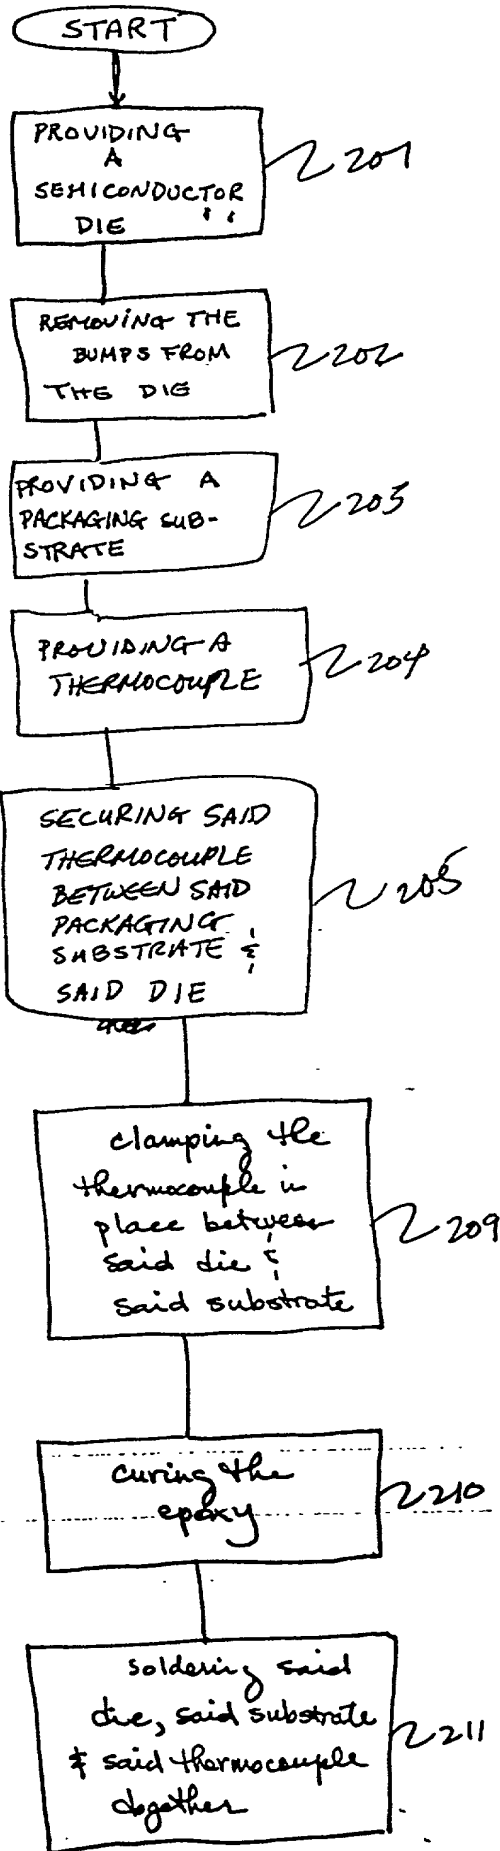 START
PROVIDING
A
SEMICONDUCTOR
DIE
201
REMOVING THE
BUMPS FROM
THE DIE
202
PROVIDING A
PACKAGING SUB-
STRATE
203
PROVIDING A
THERMOCOUPLE
204
SECURING SAID
THERMOCOUPLE
BETWEEN SAID
PACKAGING
SUBSTRATE &
SAID DIE
205
clamping the
thermocouple in
place between
said die &
said substrate
209
curing the
epoxy
210
soldering said
die, said substrate
& said thermocouple
together
211